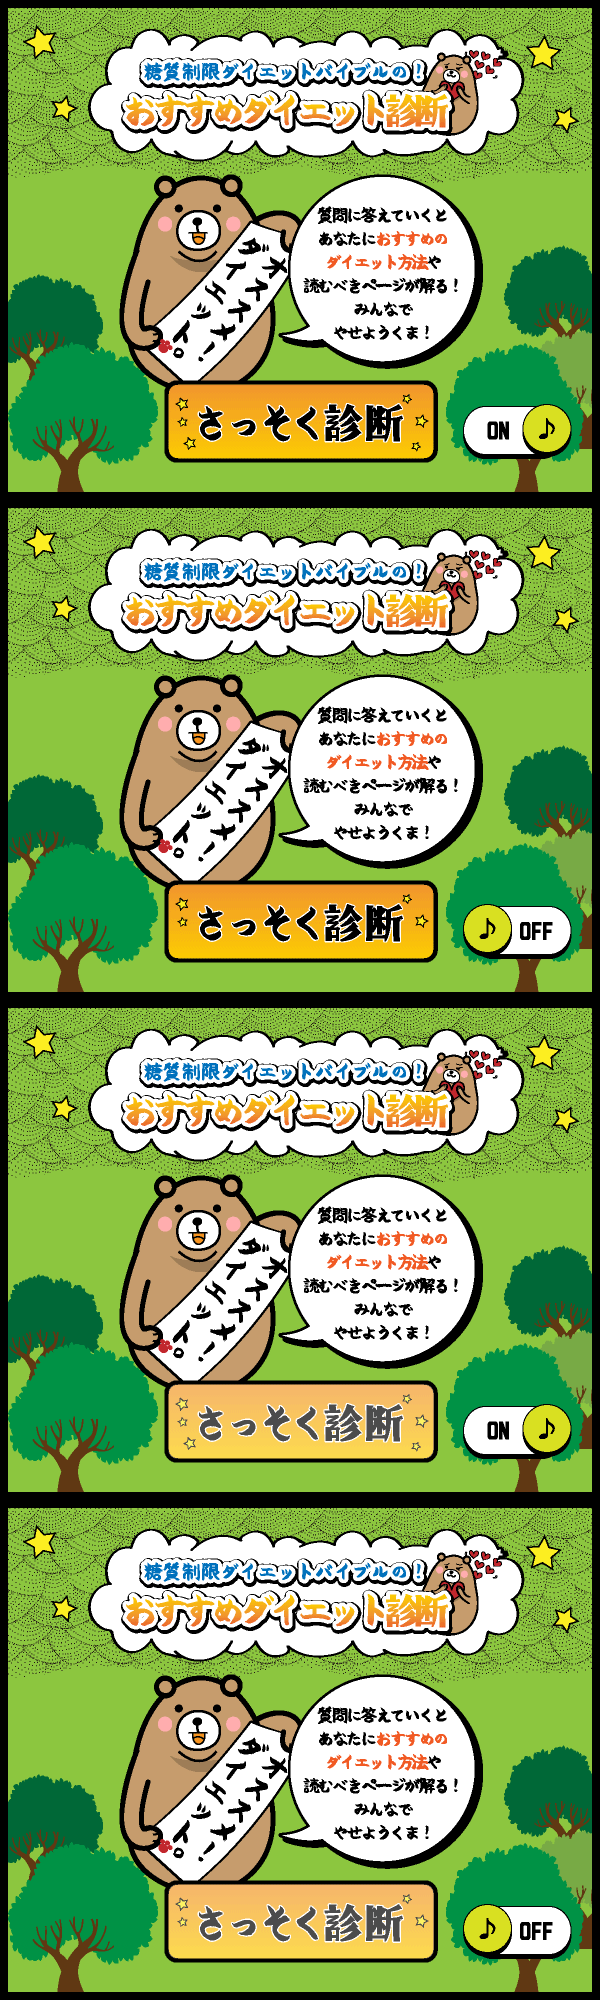 糖質制限ダイエットバイブルの！
おすすめダイエット診断
オススメ！
ダイエット。
質問に答えていくと
あなたにおすすめの
ダイエット方法や
読むべきページが解る！
みんなで
やせようくま！
さっそく診断
ON
糖質制限ダイエットバイブルの！
おすすめダイエット診断
オススメ！
ダイエット。
質問に答えていくと
あなたにおすすめの
ダイエット方法や
読むべきページが解る！
みんなで
やせようくま！
さっそく診断
OFF
糖質制限ダイエットバイブルの！
おすすめダイエット診断
オススメ！
ダイエット。
質問に答えていくと
あなたにおすすめの
ダイエット方法や
読むべきページが解る！
みんなで
やせようくま！
さっそく診断
ON
糖質制限ダイエットバイブルの！
おすすめダイエット診断
オススメ！
ダイエット。
質問に答えていくと
あなたにおすすめの
ダイエット方法や
読むべきページが解る！
みんなで
やせようくま！
さっそく診断
OFF